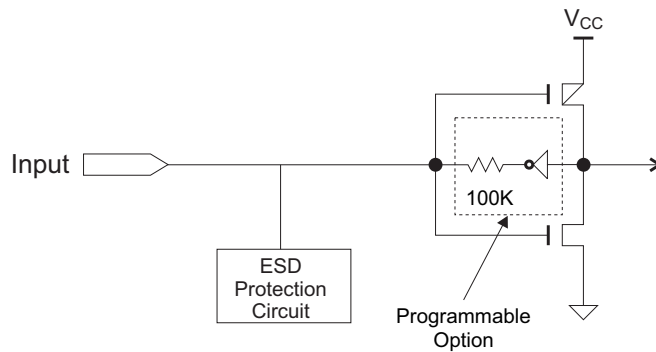 VCC
Input
100K
ESD
Protection
Circuit
Programmable
Option